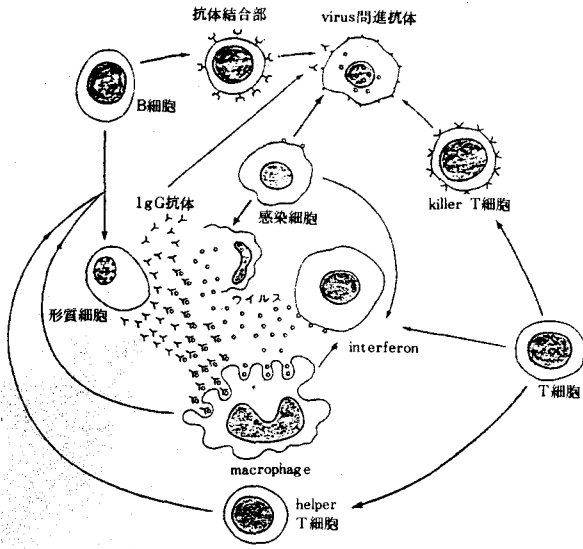 抗体結合部
virus関進抗体
B細胞
killer T細胞
IgG抗体
感染細胞
ウイルス
形質細胞
interferon
T細胞
macrophage
helper
T細胞